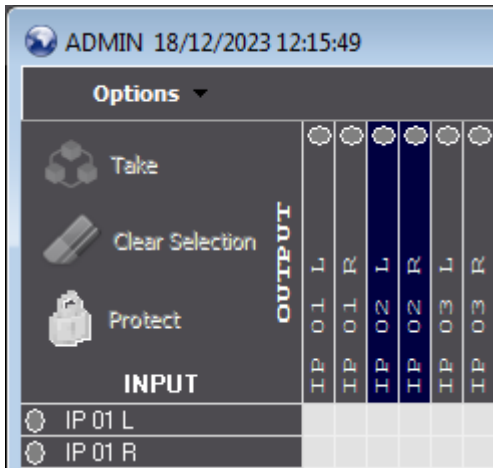 ADMIN 18/12/2023 12:15:49
Options
Take
Clear Selection
Protect
OUTPUT
INPUT
IP 01 L
IP 01 R
IP 02 L
IP 02 R
IP 03 L
IP 03 R
IP 01 L
IP 01 R